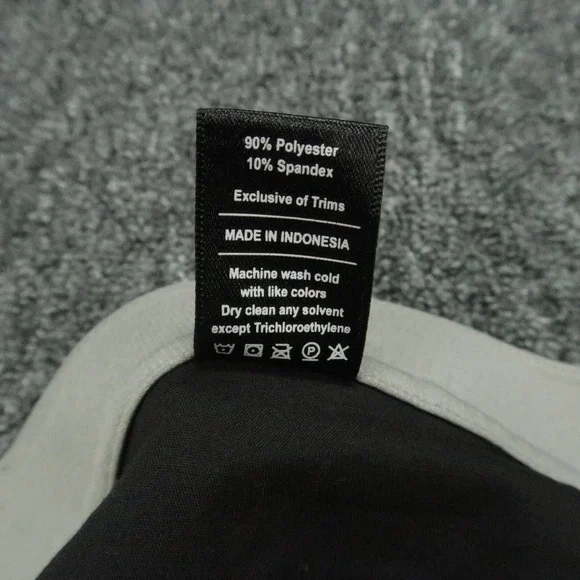 90% Polyester
10% Spandex
Exclusive of Trims
MADE IN INDONESIA
Machine wash cold
with like colors
Dry clean any solvent
except Trichloroethylene
P